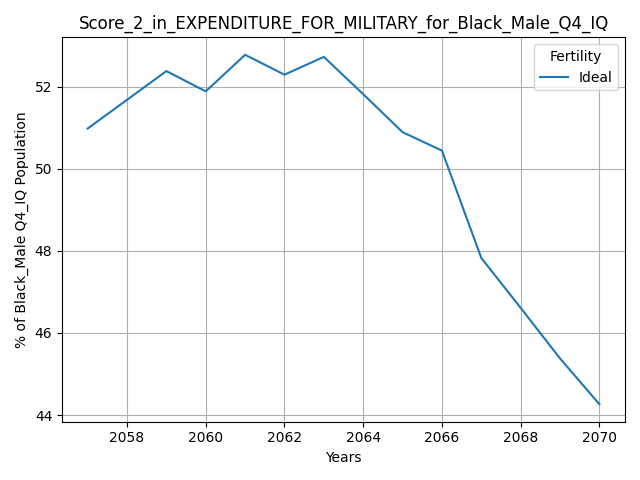 Score_2_in_EXPENDITURE_FOR_MILITARY_for_Black_Male_Q4_IQ
Fertility
Ideal
% of Black_Male Q4_IQ Population
52
50
48
46
44
2058 2060 2062 2064 2066 2068 2070
Years